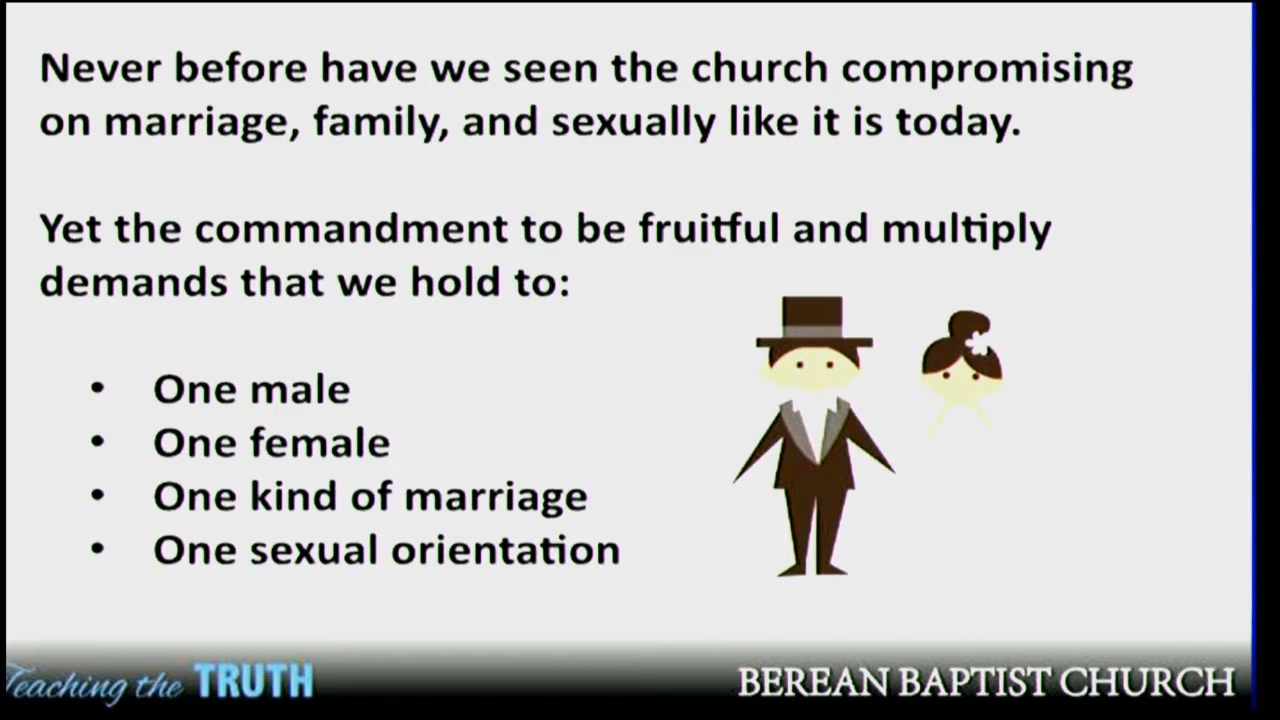 Never before have we seen the church compromising
on marriage, family, and sexually like it is today.
Yet the commandment to be fruitful and multiply
demands that we hold to:
• One male
• One female
• One kind of marriage
• One sexual orientation
Teaching the TRUTH
BEREAN BAPTIST CHURCH